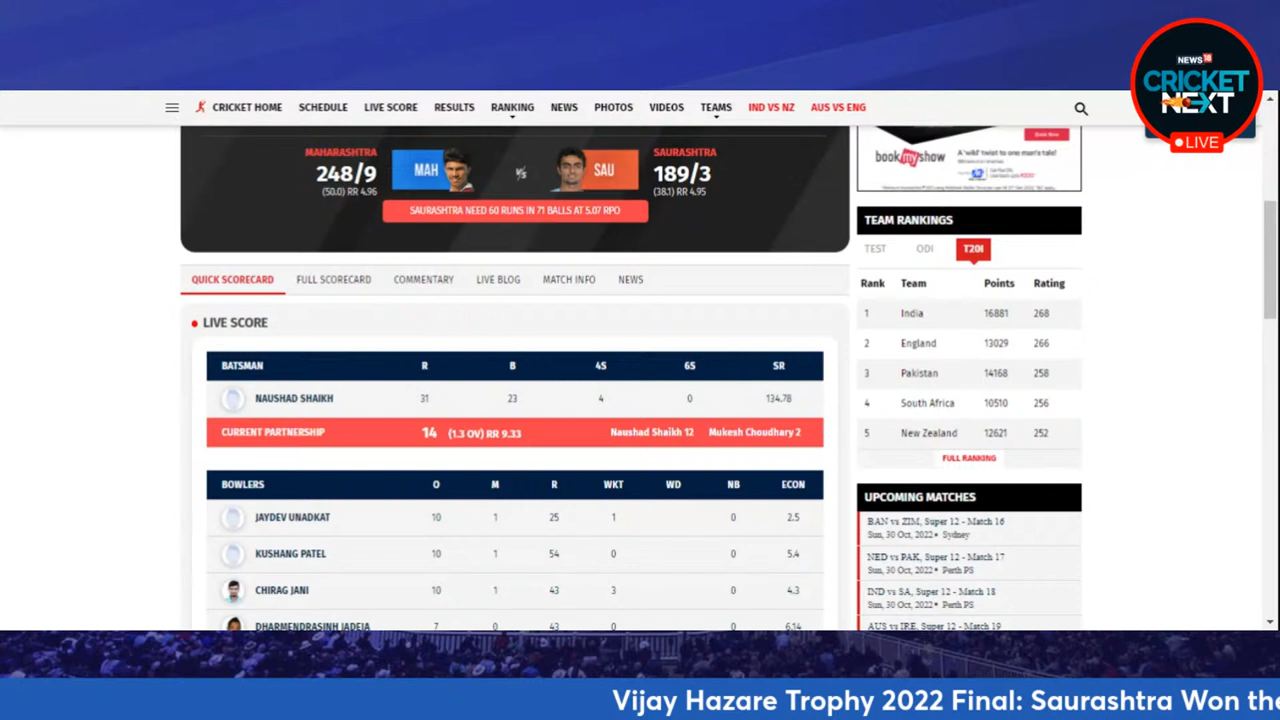 NEWS18
CRICKET
NEXT
LIVE
CRICKET HOME SCHEDULE LIVE SCORE RESULTS RANKING NEWS PHOTOS VIDEOS TEAMS IND VS NZ AUS VS ENG
MAHARASHTRA
248/9
(50.0) RR 4.96
MAH
VS
SAU
SAURASHTRA
189/3
(38.1) RR 4.95
SAURASHTRA NEED 60 RUNS IN 71 BALLS AT 5.07 RPO
Book Now
bookmyshow
A 'wild' twist to one man's tale!
QUICK SCORECARD FULL SCORECARD COMMENTARY LIVE BLOG MATCH INFO NEWS
LIVE SCORE
BATSMAN R B 4S 6S SR
NAUSHAD SHAIKH 31 23 4 0 134.78
CURRENT PARTNERSHIP 14 (1.3 OV) RR 9.33 Naushad Shaikh 12 Mukesh Choudhary 2
BOWLERS O M R WKT WD NB ECON
JAYDEV UNADKAT 10 1 25 1 0 2.5
KUSHANG PATEL 10 1 54 0 0 5.4
CHIRAG JANI 10 1 43 3 0 4.3
DHARMENDRASINH JADEJA 7 0 43 0 0 6.14
TEAM RANKINGS
TEST ODI T20I
Rank Team Points Rating
1 India 16881 268
2 England 13029 266
3 Pakistan 14168 258
4 South Africa 10510 256
5 New Zealand 12621 252
FULL RANKING
UPCOMING MATCHES
BAN vs ZIM, Super 12 - Match 16
Sun, 30 Oct, 2022 • Sydney
NED vs PAK, Super 12 - Match 17
Sun, 30 Oct, 2022 • Perth PS
IND vs SA, Super 12 - Match 18
Sun, 30 Oct, 2022 • Perth PS
AUS vs IRE, Super 12 - Match 19
Vijay Hazare Trophy 2022 Final: Saurashtra Won the